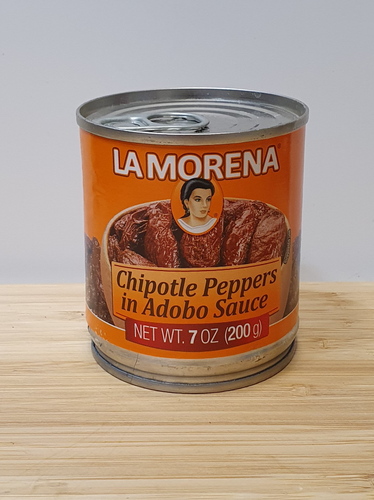 LA MORENA®
Chipotle Peppers
in Adobo Sauce
NET WT. 7 OZ (200 g)